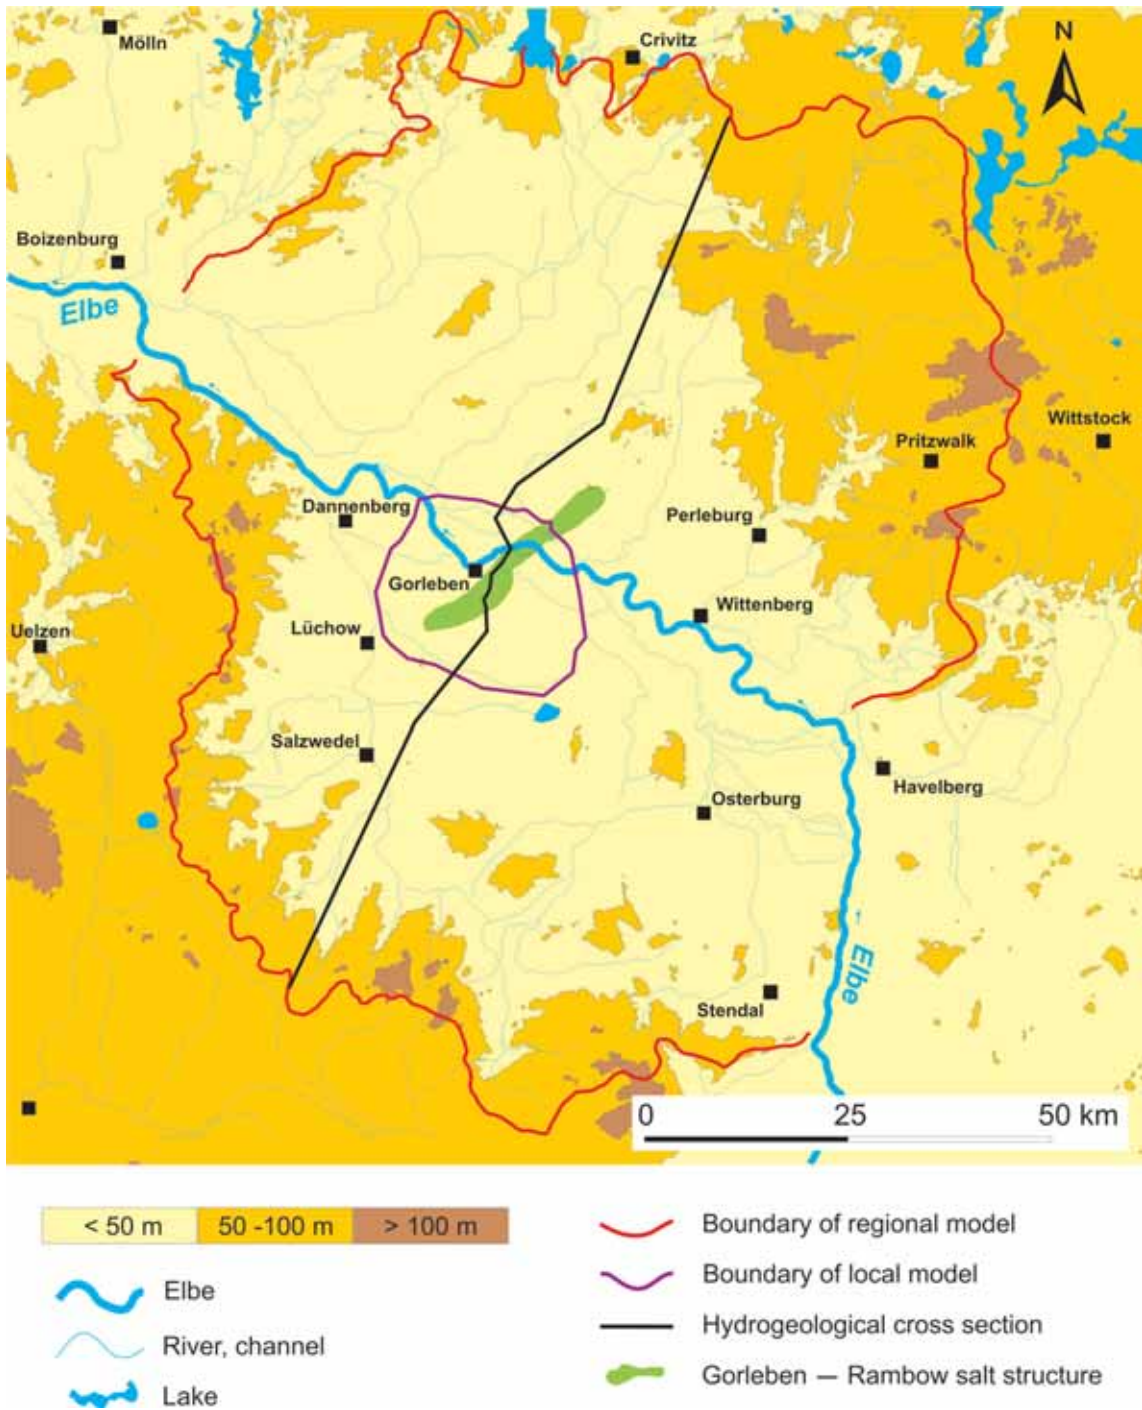 Mölln
Crivitz
N
Boizenburg
Elbe
Wittstock
Pritzwalk
Dannenberg
Perleburg
Gorleben
Wittenberg
Lüchow
Uelzen
Salzwedel
Havelberg
Osterburg
← Elbe
Stendal
0 25 50 km
< 50 m 50 -100 m > 100 m
Boundary of regional model
Boundary of local model
Elbe
Hydrogeological cross section
River, channel
Gorleben — Rambow salt structure
Lake